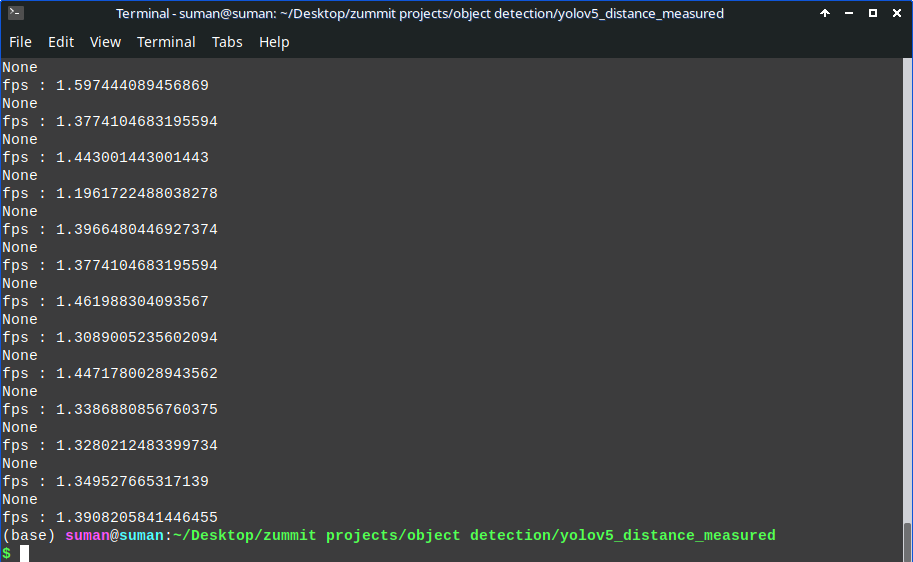 Terminal - suman@suman: ~/Desktop/zummit projects/object detection/yolov5_distance_measured
File Edit View Terminal Tabs Help
None
fps : 1.597444089456869
None
fps : 1.3774104683195594
None
fps : 1.443001443001443
None
fps : 1.1961722488038278
None
fps : 1.3966480446927374
None
fps : 1.3774104683195594
None
fps : 1.461988304093567
None
fps : 1.3089005235602094
None
fps : 1.4471780028943562
None
fps : 1.3386880856760375
None
fps : 1.3280212483399734
None
fps : 1.349527665317139
None
fps : 1.3908205841446455
(base) suman@suman:~/Desktop/zummit projects/object detection/yolov5_distance_measured
$